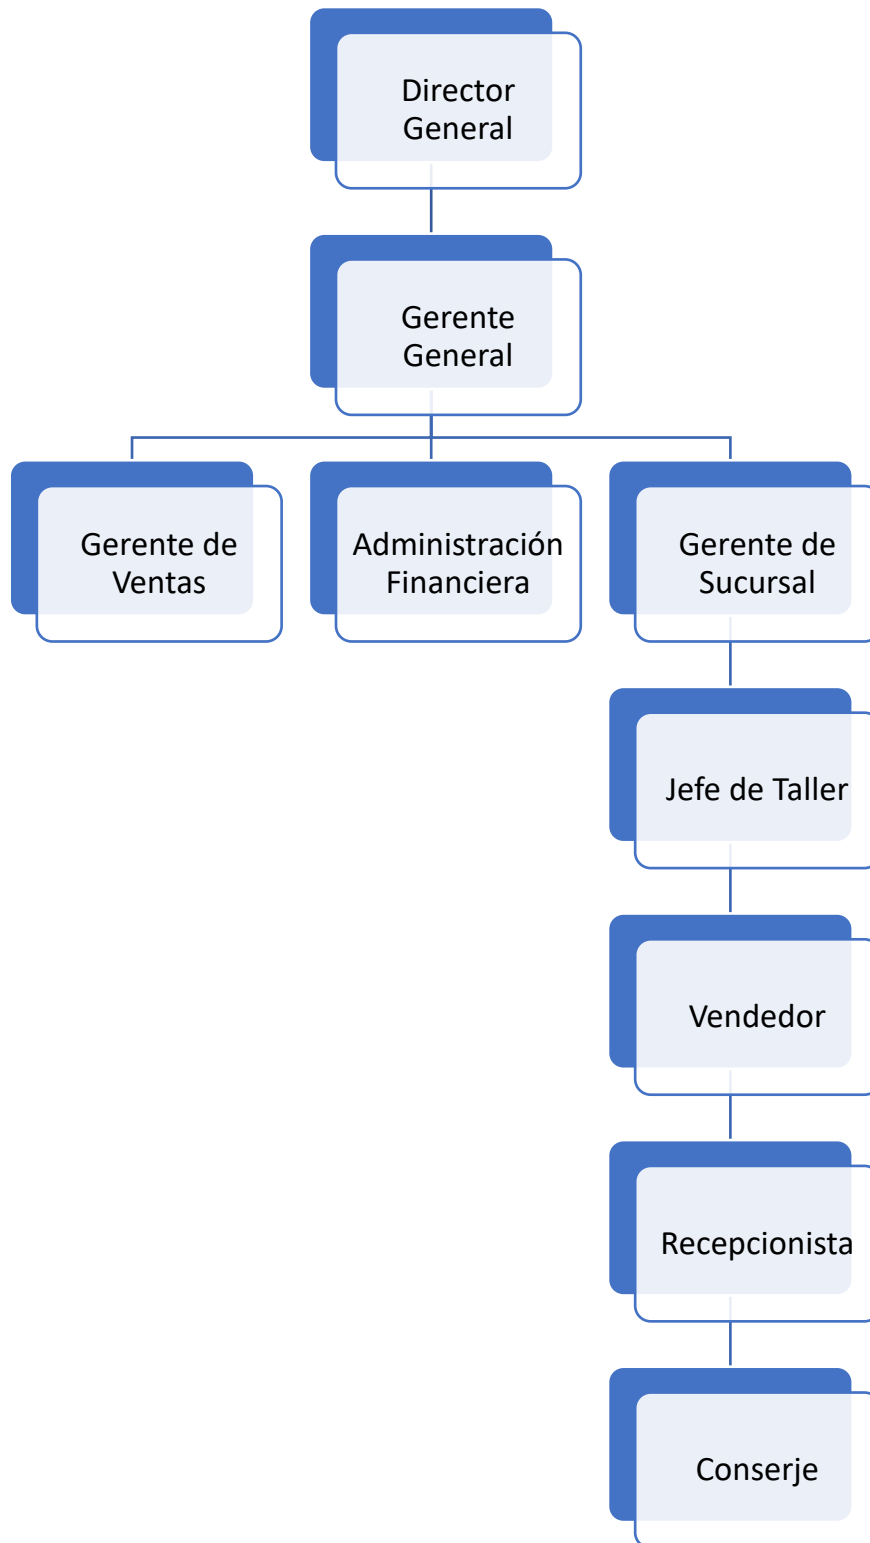 Director
General
Gerente
General
Gerente de
Ventas
Administración
Financiera
Gerente de
Sucursal
Jefe de Taller
Vendedor
Recepcionista
Conserje